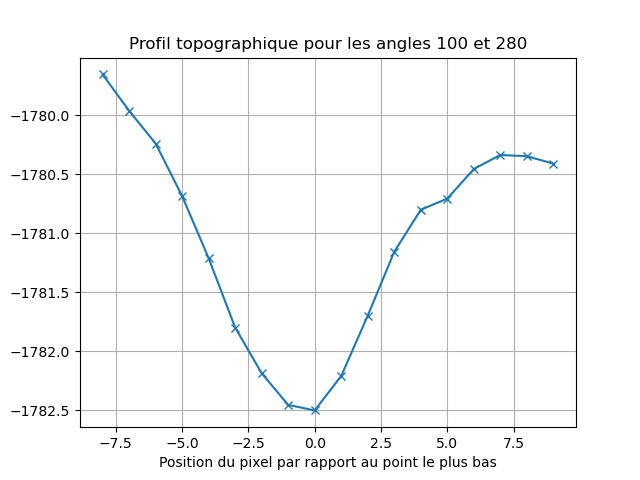 Profil topographique pour les angles 100 et 280
−1780.0
−1780.5
−1781.0
−1781.5
−1782.0
−1782.5
−7.5 −5.0 −2.5 0.0 2.5 5.0 7.5
Position du pixel par rapport au point le plus bas